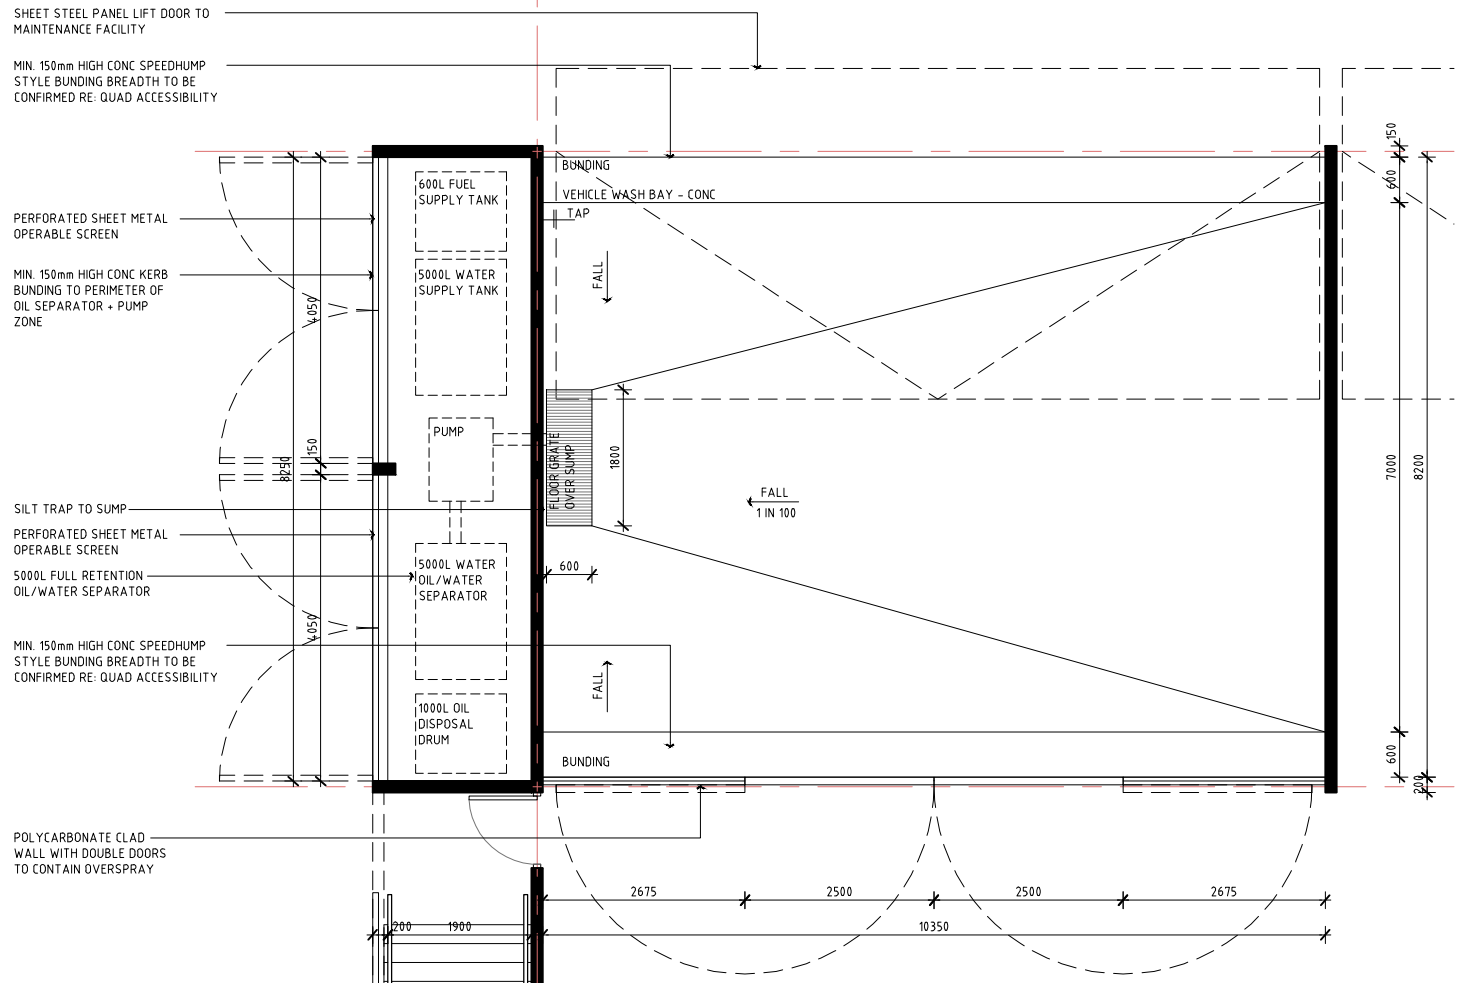 SHEET STEEL PANEL LIFT DOOR TO
MAINTENANCE FACILITY
MIN. 150mm HIGH CONC SPEEDHUMP
STYLE BUNDING BREADTH TO BE
CONFIRMED RE: QUAD ACCESSIBILITY
PERFORATED SHEET METAL
OPERABLE SCREEN
MIN. 150mm HIGH CONC KERB
BUNDING TO PERIMETER OF
OIL SEPARATOR + PUMP
ZONE
SILT TRAP TO SUMP
PERFORATED SHEET METAL
OPERABLE SCREEN
5000L FULL RETENTION
OIL/WATER SEPARATOR
MIN. 150mm HIGH CONC SPEEDHUMP
STYLE BUNDING BREADTH TO BE
CONFIRMED RE: QUAD ACCESSIBILITY
POLYCARBONATE CLAD
WALL WITH DOUBLE DOORS
TO CONTAIN OVERSPRAY
8250
4050
150
4050
600L FUEL
SUPPLY TANK
5000L WATER
SUPPLY TANK
PUMP
5000L WATER
OIL/WATER
SEPARATOR
1000L OIL
DISPOSAL
DRUM
BUNDING
VEHICLE WASH BAY - CONC
TAP
FALL
FLOOR GRATE
OVER SUMP
1800
600
FALL
1 IN 100
FALL
BUNDING
150
600
7000
8200
600
200
2675
2500
2500
2675
200
1900
10350